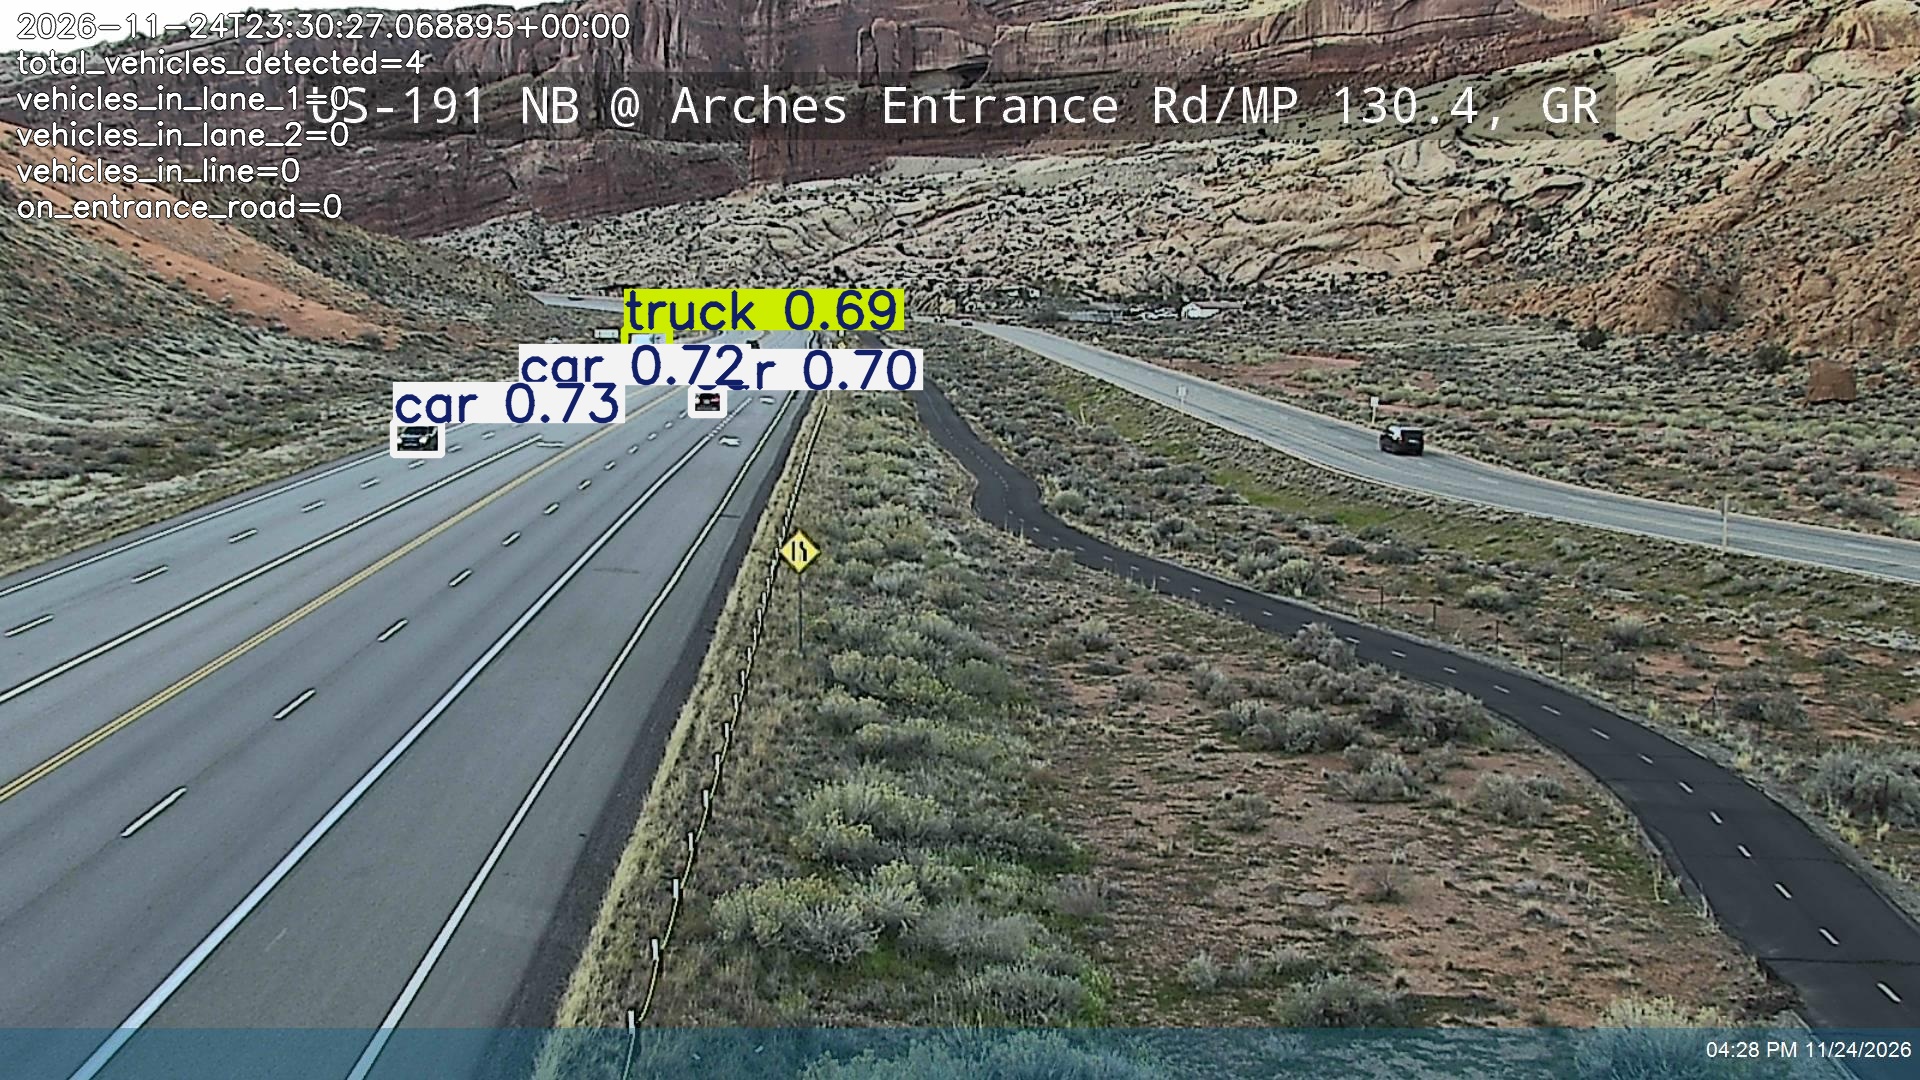 2026-11-24T23:30:27.068895+00:00
total_vehicles_detected=4
vehicles_in_lane_1=0
US-191 NB @ Arches Entrance Rd/MP 130.4, GR
vehicles_in_lane_2=0
vehicles_in_line=0
on_entrance_road=0
truck 0.69
car 0.72
r 0.70
car 0.73
04:28 PM 11/24/2026